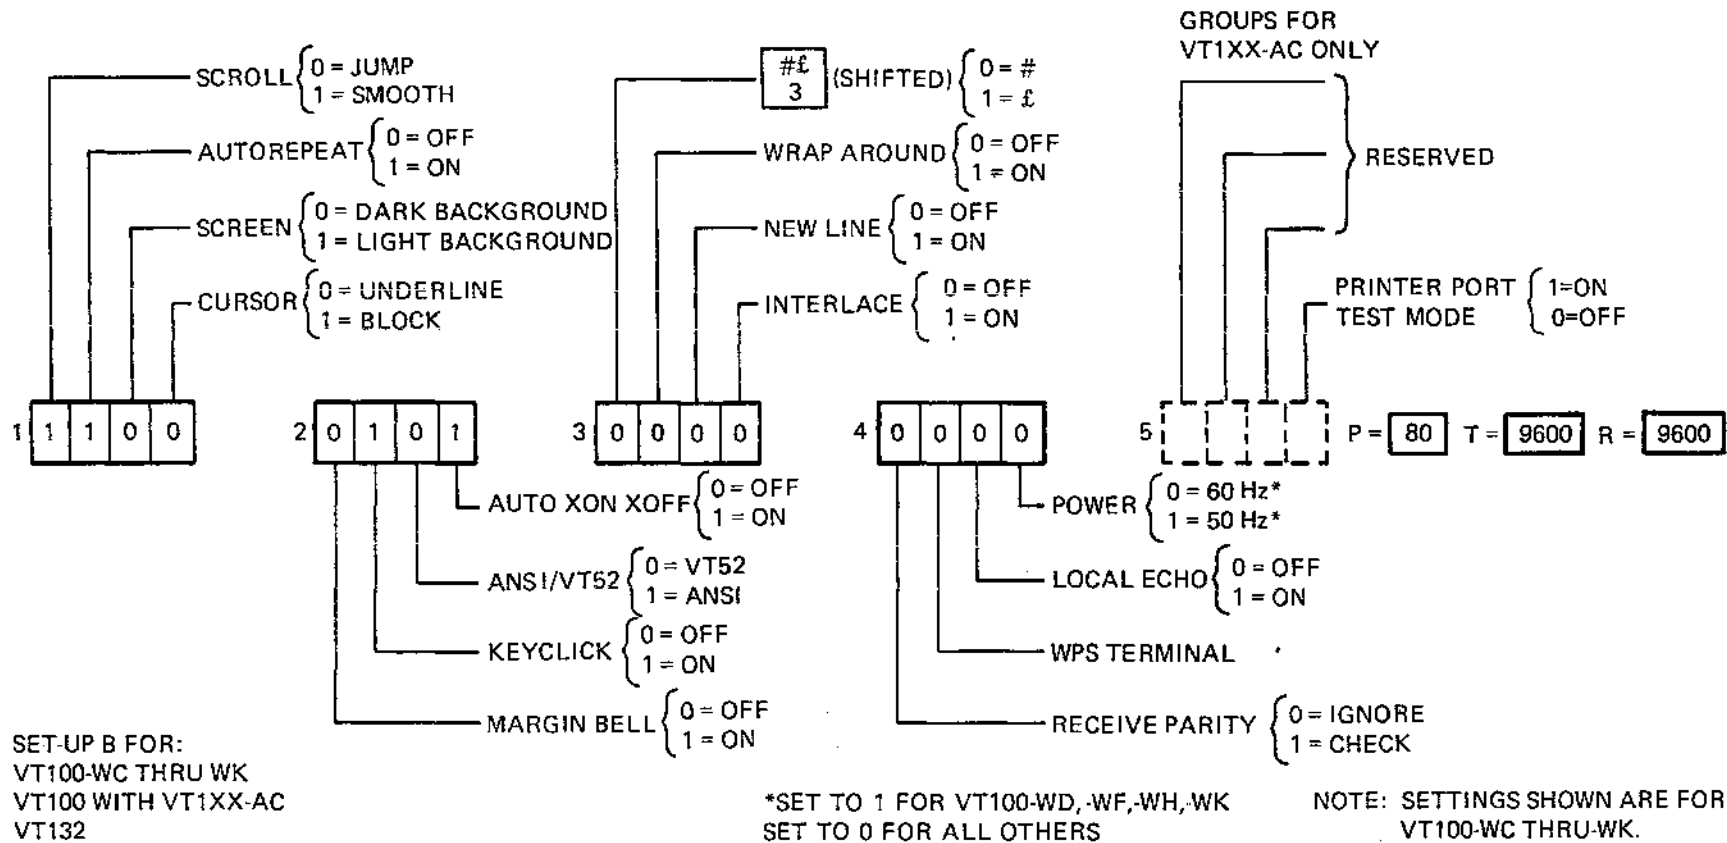 GROUPS FOR
VT1XX-AC ONLY
SCROLL 0 = JUMP
1 = SMOOTH
AUTOREPEAT 0 = OFF
1 = ON
SCREEN 0 = DARK BACKGROUND
1 = LIGHT BACKGROUND
CURSOR 0 = UNDERLINE
1 = BLOCK
#£
3
(SHIFTED) 0 = #
1 = £
WRAP AROUND 0 = OFF
1 = ON
NEW LINE 0 = OFF
1 = ON
INTERLACE 0 = OFF
1 = ON
RESERVED
PRINTER PORT
TEST MODE
1=ON
0=OFF
1 1 1 0 0
2 0 1 0 1
3 0 0 0 0
4 0 0 0 0
5 P = 80 T = 9600 R = 9600
AUTO XON XOFF 0 = OFF
1 = ON
ANSI/VT52 0 = VT52
1 = ANSI
KEYCLICK 0 = OFF
1 = ON
MARGIN BELL 0 = OFF
1 = ON
POWER 0 = 60 Hz*
1 = 50 Hz*
LOCAL ECHO 0 = OFF
1 = ON
WPS TERMINAL
RECEIVE PARITY 0 = IGNORE
1 = CHECK
SET-UP B FOR:
VT100-WC THRU WK
VT100 WITH VT1XX-AC
VT132
*SET TO 1 FOR VT100-WD,-WF,-WH,-WK
SET TO 0 FOR ALL OTHERS
NOTE: SETTINGS SHOWN ARE FOR
VT100-WC THRU-WK.